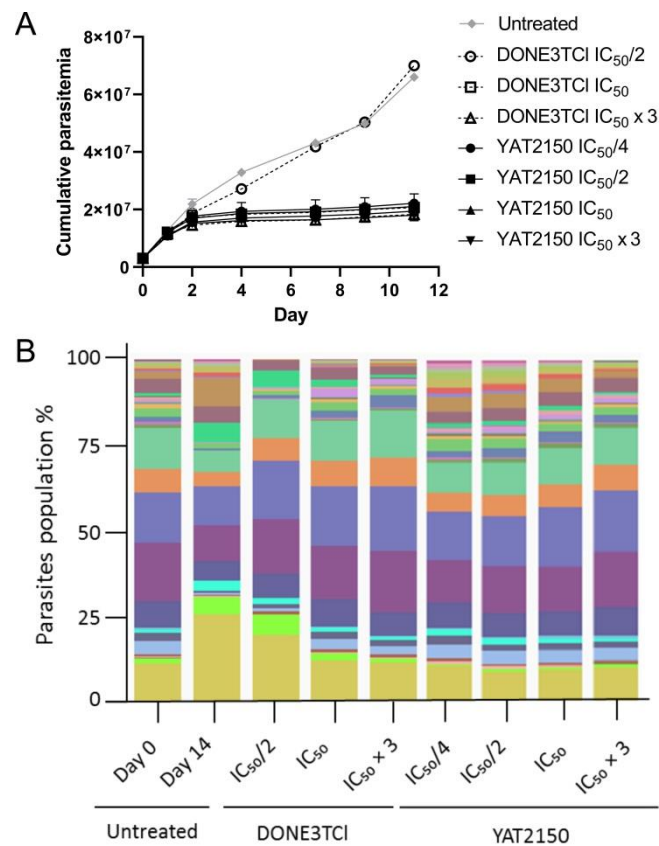 A
8×10⁷
6×10⁷
4×10⁷
2×10⁷
0
Cumulative parasitemia
0 2 4 6 8 10 12 14
Day
Untreated
DONE3TCl IC₅₀/2
DONE3TCl IC₅₀
DONE3TCl IC₅₀ x 3
YAT2150 IC₅₀/4
YAT2150 IC₅₀/2
YAT2150 IC₅₀
YAT2150 IC₅₀ x 3
B
100
75
50
25
0
Parasites population %
Day 0
Day 14
IC₅₀/2
IC₅₀
IC₅₀ × 3
IC₅₀/4
IC₅₀/2
IC₅₀
IC₅₀ × 3
Untreated
DONE3TCl
YAT2150